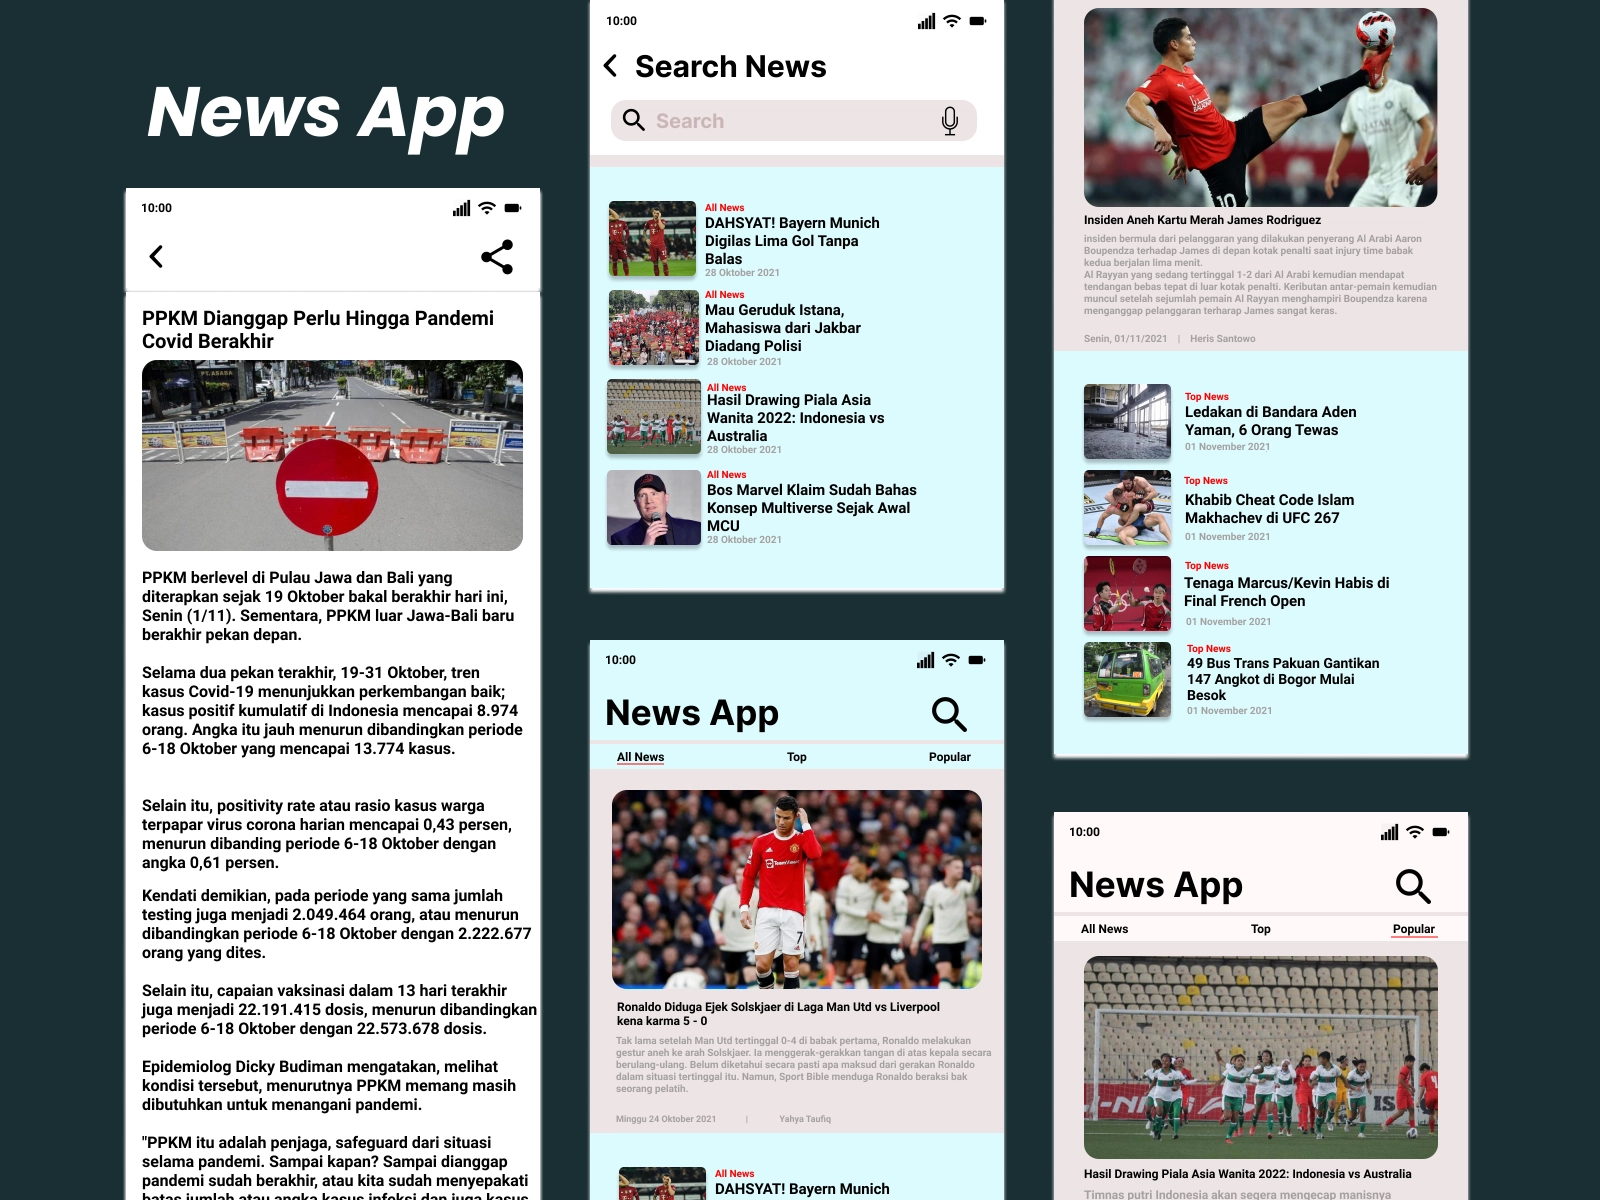 News App
10:00
PPKM Dianggap Perlu Hingga Pandemi
Covid Berakhir
PPKM berlevel di Pulau Jawa dan Bali yang
diterapkan sejak 19 Oktober bakal berakhir hari ini,
Senin (1/11). Sementara, PPKM luar Jawa-Bali baru
berakhir pekan depan.
Selama dua pekan terakhir, 19-31 Oktober, tren
kasus Covid-19 menunjukkan perkembangan baik;
kasus positif kumulatif di Indonesia mencapai 8.974
orang. Angka itu jauh menurun dibandingkan periode
6-18 Oktober yang mencapai 13.774 kasus.
Selain itu, positivity rate atau rasio kasus warga
terpapar virus corona harian mencapai 0,43 persen,
menurun dibanding periode 6-18 Oktober dengan
angka 0,61 persen.
Kendati demikian, pada periode yang sama jumlah
testing juga menjadi 2.049.464 orang, atau menurun
dibandingkan periode 6-18 Oktober dengan 2.222.677
orang yang dites.
Selain itu, capaian vaksinasi dalam 13 hari terakhir
juga menjadi 22.191.415 dosis, menurun dibandingkan
periode 6-18 Oktober dengan 22.573.678 dosis.
Epidemiolog Dicky Budiman mengatakan, melihat
kondisi tersebut, menurutnya PPKM memang masih
dibutuhkan untuk menangani pandemi.
"PPKM itu adalah penjaga, safeguard dari situasi
selama pandemi. Sampai kapan? Sampai dianggap
pandemi sudah berakhir, atau kita sudah menyepakati
batas jumlah atau angka kasus infeksi dan juga kasus
10:00
Search News
Search
All News
DAHSYAT! Bayern Munich
Digilas Lima Gol Tanpa
Balas
28 Oktober 2021
All News
Mau Geruduk Istana,
Mahasiswa dari Jakbar
Diadang Polisi
28 Oktober 2021
All News
Hasil Drawing Piala Asia
Wanita 2022: Indonesia vs
Australia
28 Oktober 2021
All News
Bos Marvel Klaim Sudah Bahas
Konsep Multiverse Sejak Awal
MCU
28 Oktober 2021
10:00
News App
All News Top Popular
7
Ronaldo Diduga Ejek Solskjaer di Laga Man Utd vs Liverpool
kena karma 5 - 0
Tak lama setelah Man Utd tertinggal 0-4 di babak pertama, Ronaldo melakukan
gestur aneh ke arah Solskjaer. Ia menggerak-gerakkan tangan di atas kepala secara
berulang-ulang. Belum diketahui secara pasti apa maksud dari gerakan Ronaldo
dalam situasi tertinggal itu. Namun, Sport Bible menduga Ronaldo beraksi bak
seorang pelatih.
Minggu 24 Oktober 2021 | Yahya Taufiq
All News
DAHSYAT! Bayern Munich
10
Insiden Aneh Kartu Merah James Rodriguez
insiden bermula dari pelanggaran yang dilakukan penyerang Al Arabi Aaron
Boupendza terhadap James di depan kotak penalti saat injury time babak
kedua berjalan lima menit.
Al Rayyan yang sedang tertinggal 1-2 dari Al Arabi kemudian mendapat
tendangan bebas tepat di luar kotak penalti. Keributan antar-pemain kemudian
muncul setelah sejumlah pemain Al Rayyan menghampiri Boupendza karena
menganggap pelanggaran terharap James sangat keras.
Senin, 01/11/2021 | Heris Santowo
Top News
Ledakan di Bandara Aden
Yaman, 6 Orang Tewas
01 November 2021
Top News
Khabib Cheat Code Islam
Makhachev di UFC 267
01 November 2021
Top News
Tenaga Marcus/Kevin Habis di
Final French Open
01 November 2021
Top News
49 Bus Trans Pakuan Gantikan
147 Angkot di Bogor Mulai
Besok
01 November 2021
10:00
News App
All News Top Popular
Hasil Drawing Piala Asia Wanita 2022: Indonesia vs Australia
Timnas putri Indonesia akan segera mengecap manisnya